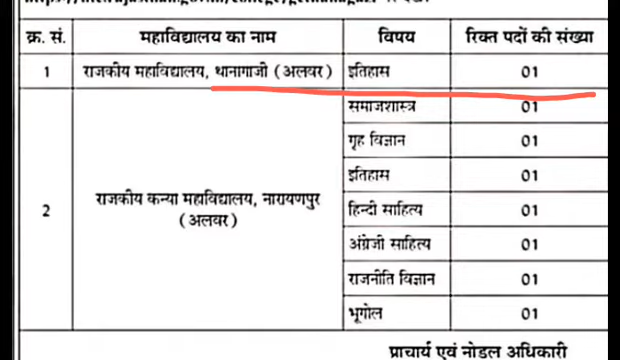 क्र. सं. महाविद्यालय का नाम विषय रिक्त पदों की संख्या
1 राजकीय महाविद्यालय, थानागाजी (अलवर) इतिहास 01
समाजशास्त्र 01
गृह विज्ञान 01
इतिहास 01
2 राजकीय कन्या महाविद्यालय, नारायणपुर (अलवर) हिन्दी साहित्य 01
अंग्रेजी साहित्य 01
राजनीति विज्ञान 01
भूगोल 01
प्राचार्य एवं नोडल अधिकारी